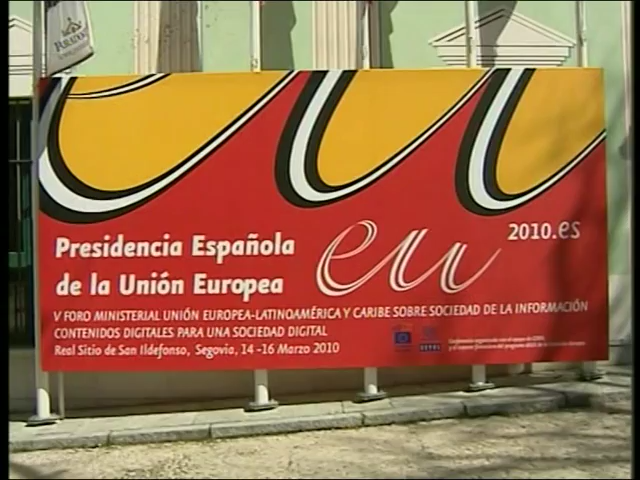 PARADOR
eu
2010.es
Presidencia Española
de la Unión Europea
V FORO MINISTERIAL UNIÓN EUROPEA-LATINOAMÉRICA Y CARIBE SOBRE SOCIEDAD DE LA INFORMACIÓN
CONTENIDOS DIGITALES PARA UNA SOCIEDAD DIGITAL
Real Sitio de San Ildefonso, Segovia, 14 -16 Marzo 2010